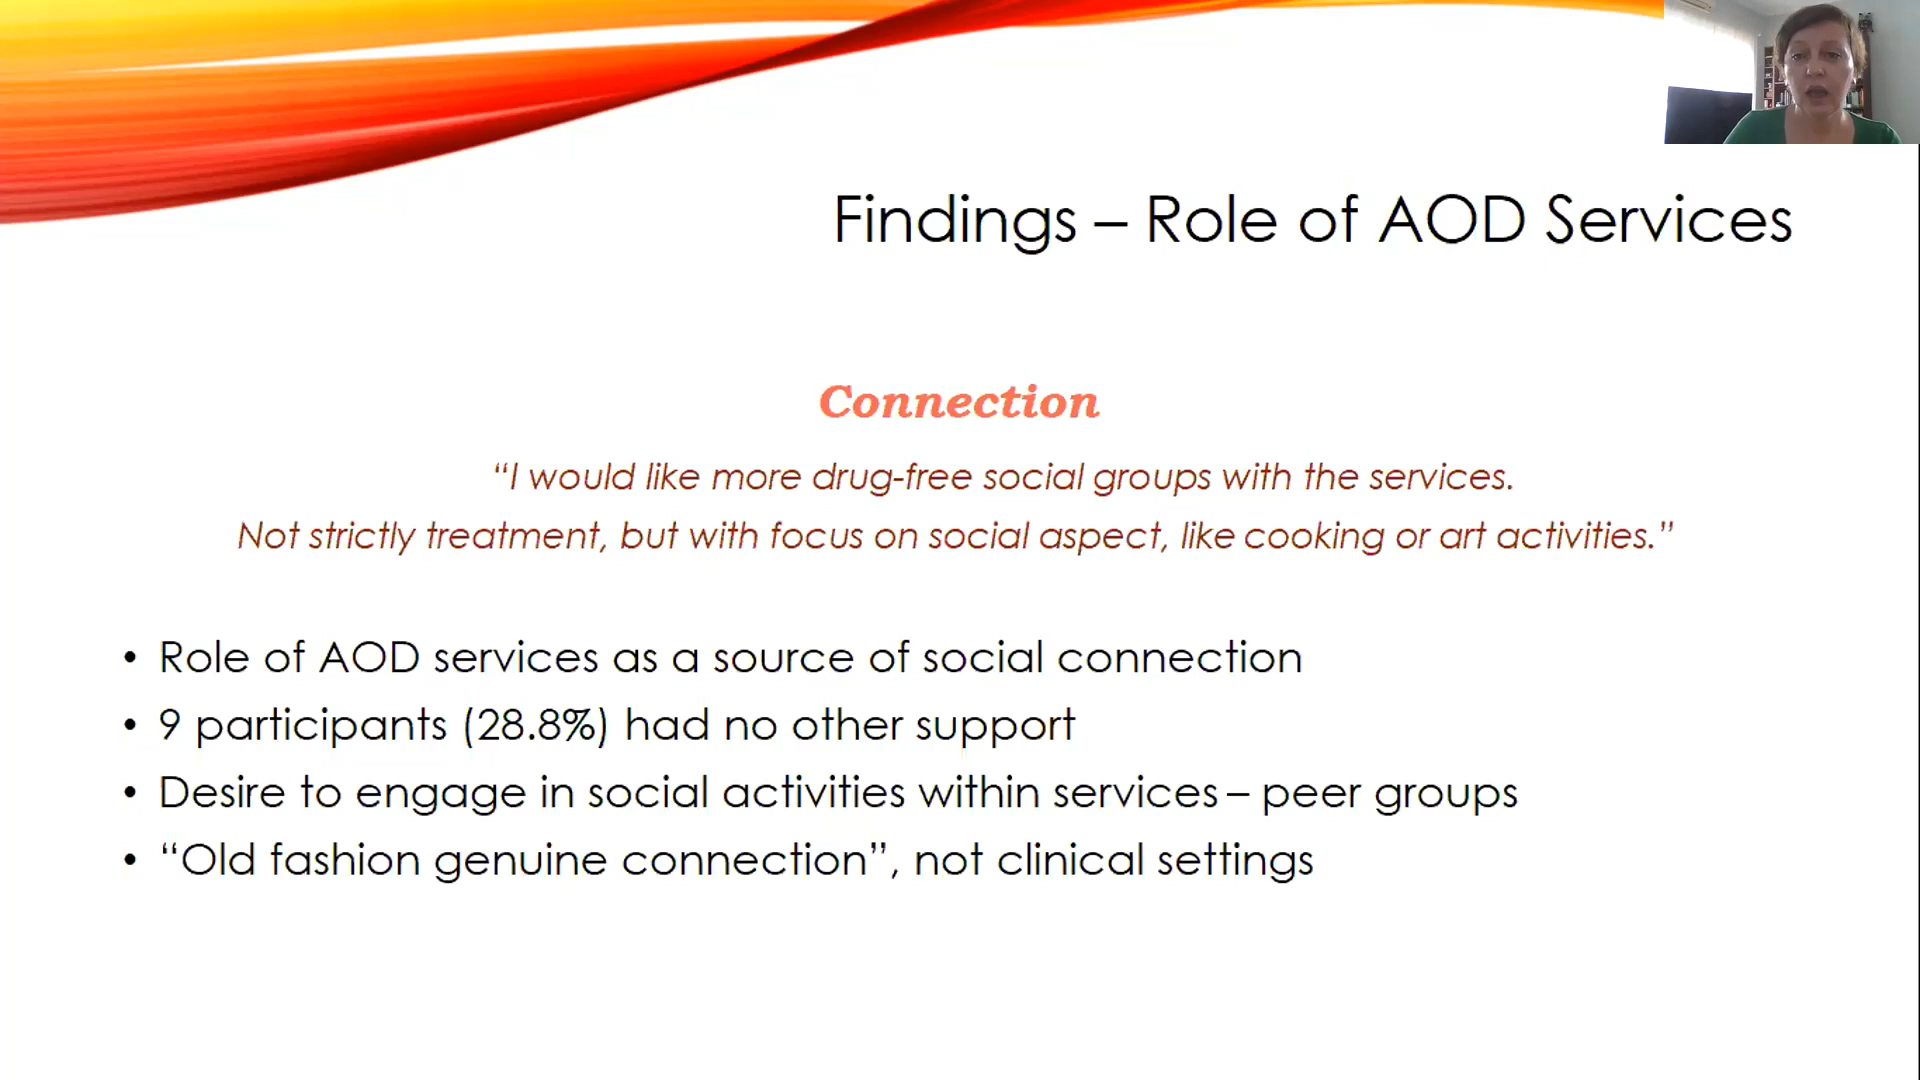 Findings – Role of AOD Services
Connection
“I would like more drug-free social groups with the services.
Not strictly treatment, but with focus on social aspect, like cooking or art activities.”
• Role of AOD services as a source of social connection
• 9 participants (28.8%) had no other support
• Desire to engage in social activities within services – peer groups
• “Old fashion genuine connection”, not clinical settings